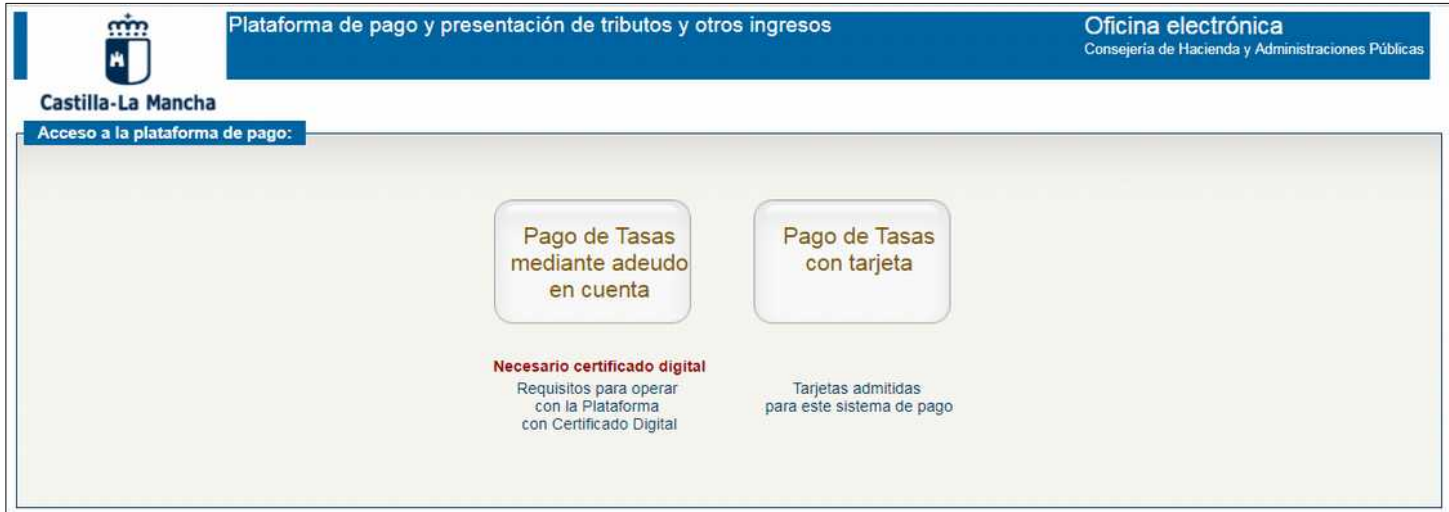 Plataforma de pago y presentación de tributos y otros ingresos
Oficina electrónica
Consejería de Hacienda y Administraciones Públicas
Castilla-La Mancha
Acceso a la plataforma de pago:
Pago de Tasas
mediante adeudo
en cuenta
Pago de Tasas
con tarjeta
Necesario certificado digital
Requisitos para operar
con la Plataforma
con Certificado Digital
Tarjetas admitidas
para este sistema de pago